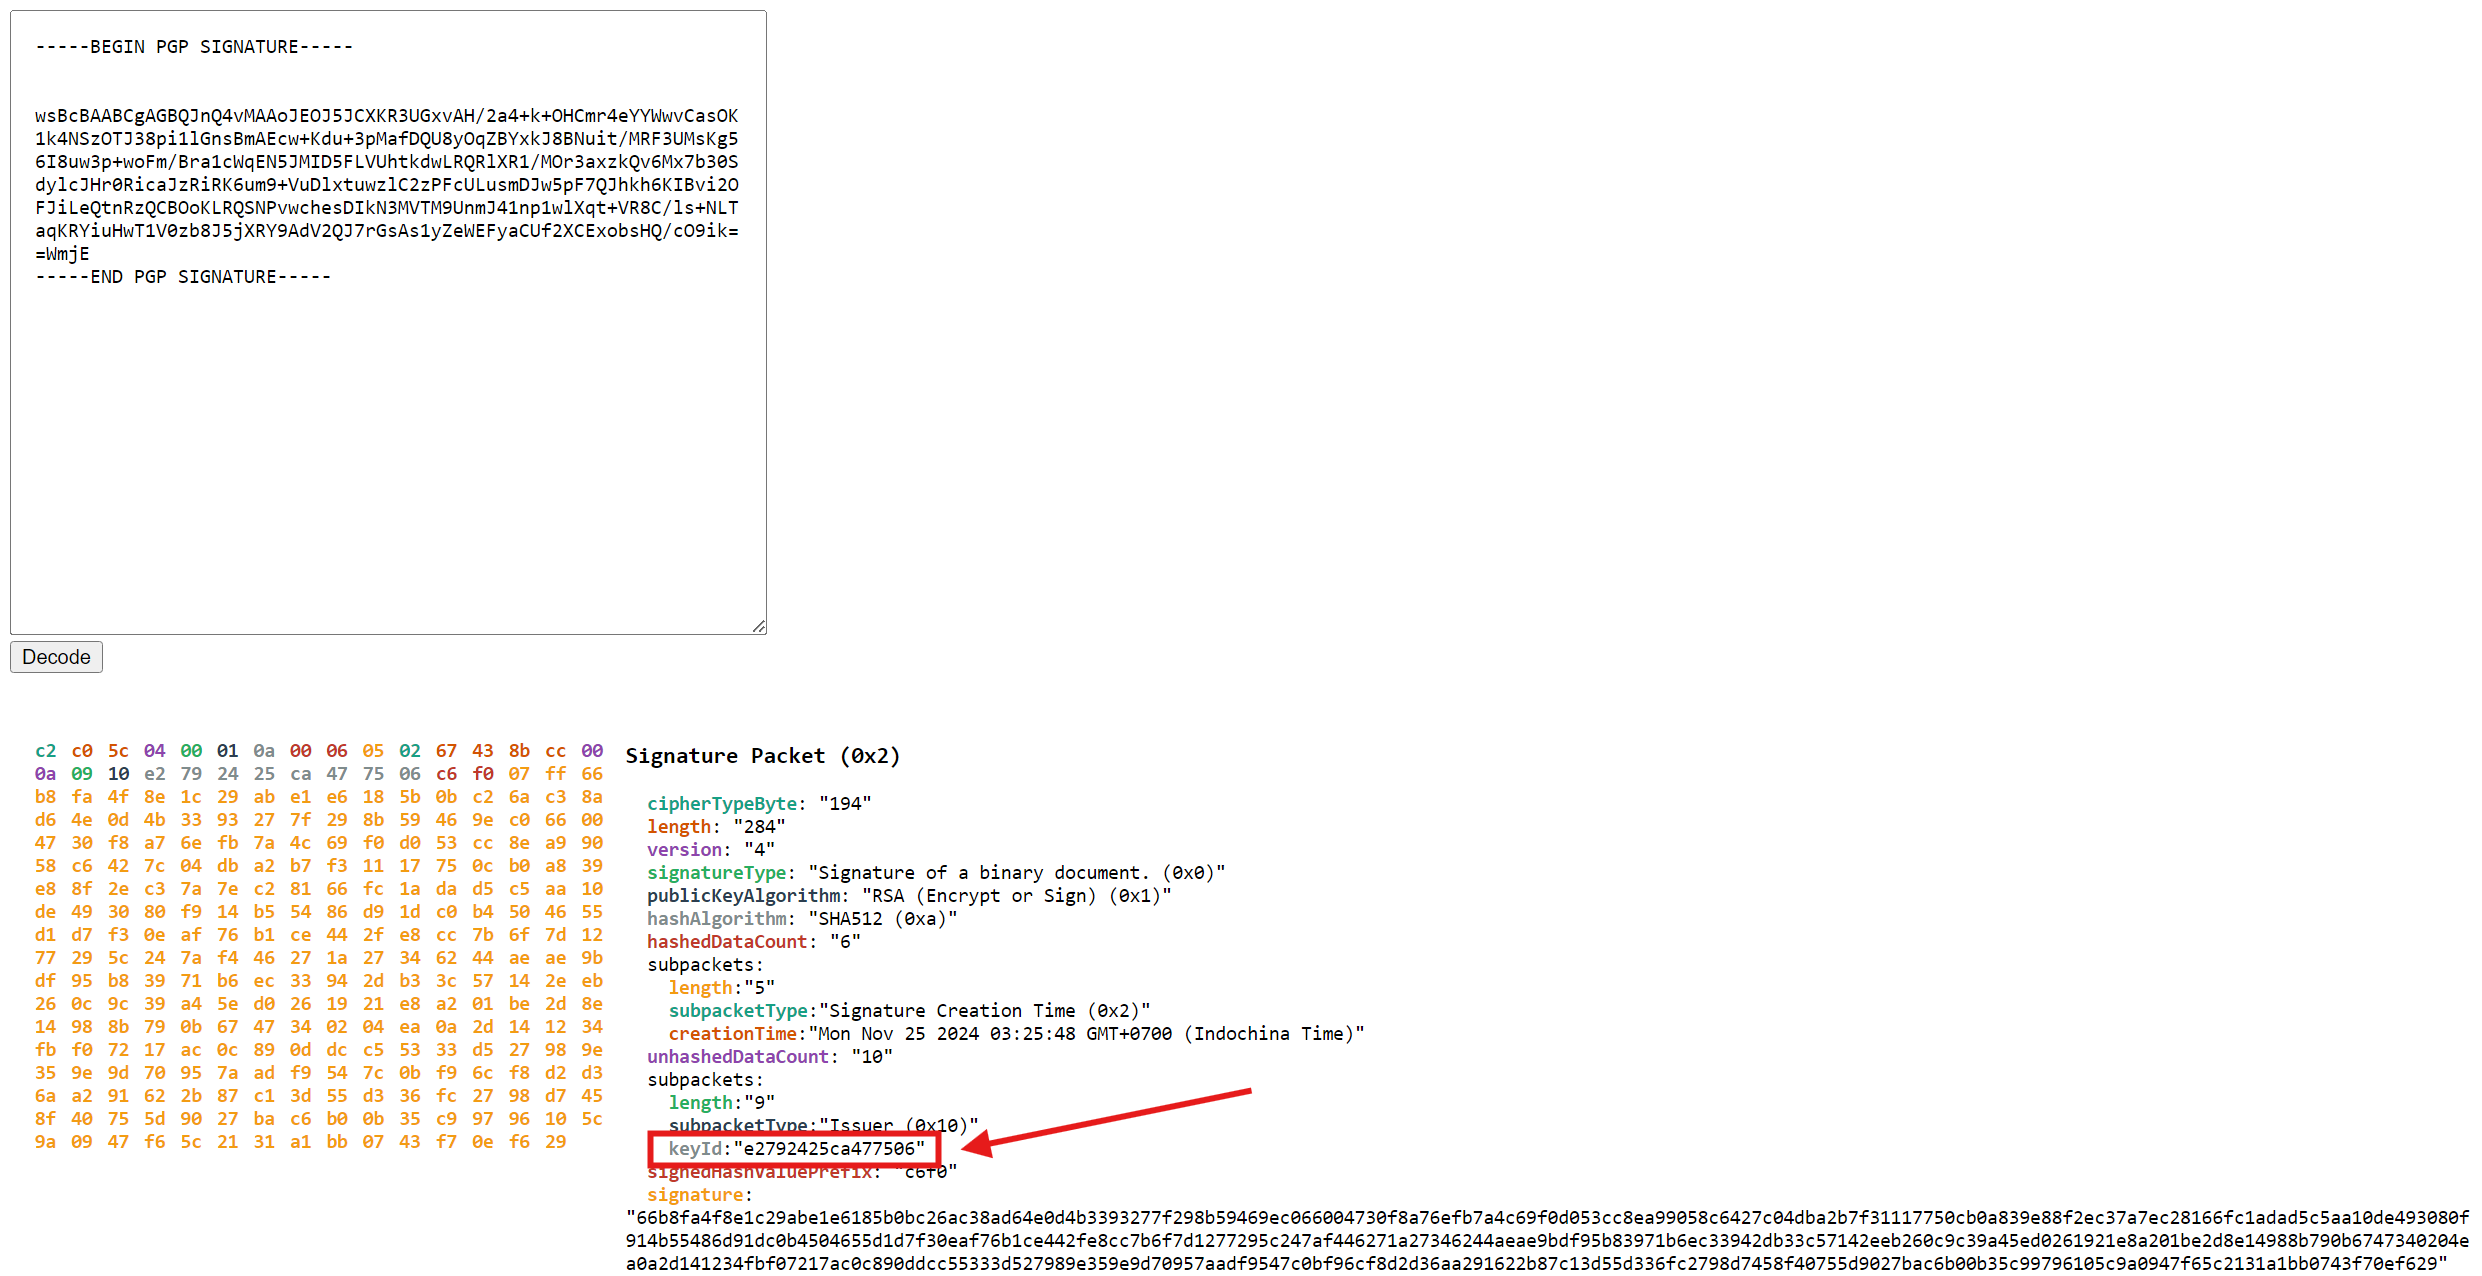 -----BEGIN PGP SIGNATURE-----
wsBcBAABCgAGBQJnQ4vMAAoJEOJ5JCXKR3UGxvAH/2a4+k+OHCmr4eYYWwvCasOK
1k4NSzOTJ38pi1lGnsBmAEcw+Kdu+3pMafDQU8yOqZBYxkJ8BNuit/MRF3UMsKg5
6I8uw3p+woFm/Bra1cWqEN5JMID5FLVUhtkdwLRQRlXR1/MOr3axzkQv6Mx7b30S
dylcJHr0RicaJzRiRK6um9+VuDlxtuwzlC2zPFcULusmDJw5pF7QJhkh6KIBvi2O
FJiLeQtnRzQCBOoKLRQSNPvwchesDIkN3MVTM9UnmJ41np1wlXqt+VR8C/ls+NLT
aqKRYiuHwT1V0zb8J5jXRY9AdV2QJ7rGsAs1yZeWEFyaCUf2XCExobsHQ/cO9ik=
=WmjE
-----END PGP SIGNATURE-----
Decode
c2 c0 5c 04 00 01 0a 00 06 05 02 67 43 8b cc 00
0a 09 10 e2 79 24 25 ca 47 75 06 c6 f0 07 ff 66
b8 fa 4f 8e 1c 29 ab e1 e6 18 5b 0b c2 6a c3 8a
d6 4e 0d 4b 33 93 27 7f 29 8b 59 46 9e c0 66 00
47 30 f8 a7 6e fb 7a 4c 69 f0 d0 53 cc 8e a9 90
58 c6 42 7c 04 db a2 b7 f3 11 17 75 0c b0 a8 39
e8 8f 2e c3 7a 7e c2 81 66 fc 1a da d5 c5 aa 10
de 49 30 80 f9 14 b5 54 86 d9 1d c0 b4 50 46 55
d1 d7 f3 0e af 76 b1 ce 44 2f e8 cc 7b 6f 7d 12
77 29 5c 24 7a f4 46 27 1a 27 34 62 44 ae ae 9b
df 95 b8 39 71 b6 ec 33 94 2d b3 3c 57 14 2e eb
26 0c 9c 39 a4 5e d0 26 19 21 e8 a2 01 be 2d 8e
14 98 8b 79 0b 67 47 34 02 04 ea 0a 2d 14 12 34
fb f0 72 17 ac 0c 89 0d dc c5 53 33 d5 27 98 9e
35 9e 9d 70 95 7a ad f9 54 7c 0b f9 6c f8 d2 d3
6a a2 91 62 2b 87 c1 3d 55 d3 36 fc 27 98 d7 45
8f 40 75 5d 90 27 ba c6 b0 0b 35 c9 97 96 10 5c
9a 09 47 f6 5c 21 31 a1 bb 07 43 f7 0e f6 29
Signature Packet (0x2)
cipherTypeByte: "194"
length: "284"
version: "4"
signatureType: "Signature of a binary document. (0x0)"
publicKeyAlgorithm: "RSA (Encrypt or Sign) (0x1)"
hashAlgorithm: "SHA512 (0xa)"
hashedDataCount: "6"
subpackets:
length:"5"
subpacketType:"Signature Creation Time (0x2)"
creationTime:"Mon Nov 25 2024 03:25:48 GMT+0700 (Indochina Time)"
unhashedDataCount: "10"
subpackets:
length:"9"
subpacketType:"Issuer (0x10)"
keyId:"e2792425ca477506"
signedHashValuePrefix: "c6f0"
signature:
"66b8fa4f8e1c29abe1e6185b0bc26ac38ad64e0d4b3393277f298b59469ec066004730f8a76efb7a4c69f0d053cc8ea99058c6427c04dba2b7f31117750cb0a839e88f2ec37a7ec28166fc1adad5c5aa10de493080f
914b55486d91dc0b4504655d1d7f30eaf76b1ce442fe8cc7b6f7d1277295c247af446271a27346244aeae9bdf95b83971b6ec33942db33c57142eeb260c9c39a45ed0261921e8a201be2d8e14988b790b6747340204e
a0a2d141234fbf07217ac0c890ddcc55333d527989e359e9d70957aadf9547c0bf96cf8d2d36aa291622b87c13d55d336fc2798d7458f40755d9027bac6b00b35c99796105c9a0947f65c2131a1bb0743f70ef629"